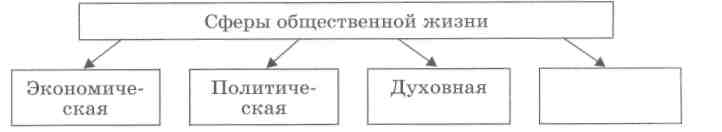 Сферы общественной жизни
Экономиче-
ская
Политиче-
ская
Духовная